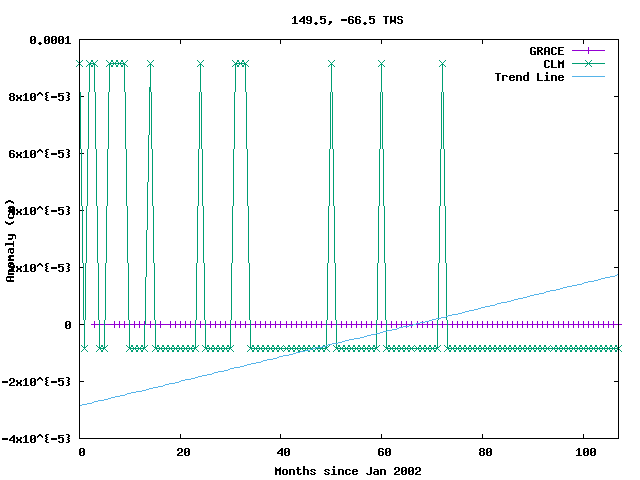 149.5, -66.5 TWS
0.0001
8x10^{-5}
6x10^{-5}
4x10^{-5}
2x10^{-5}
0
-2x10^{-5}
-4x10^{-5}
Anomaly (cm)
GRACE
CLM
Trend Line
0 20 40 60 80 100
Months since Jan 2002